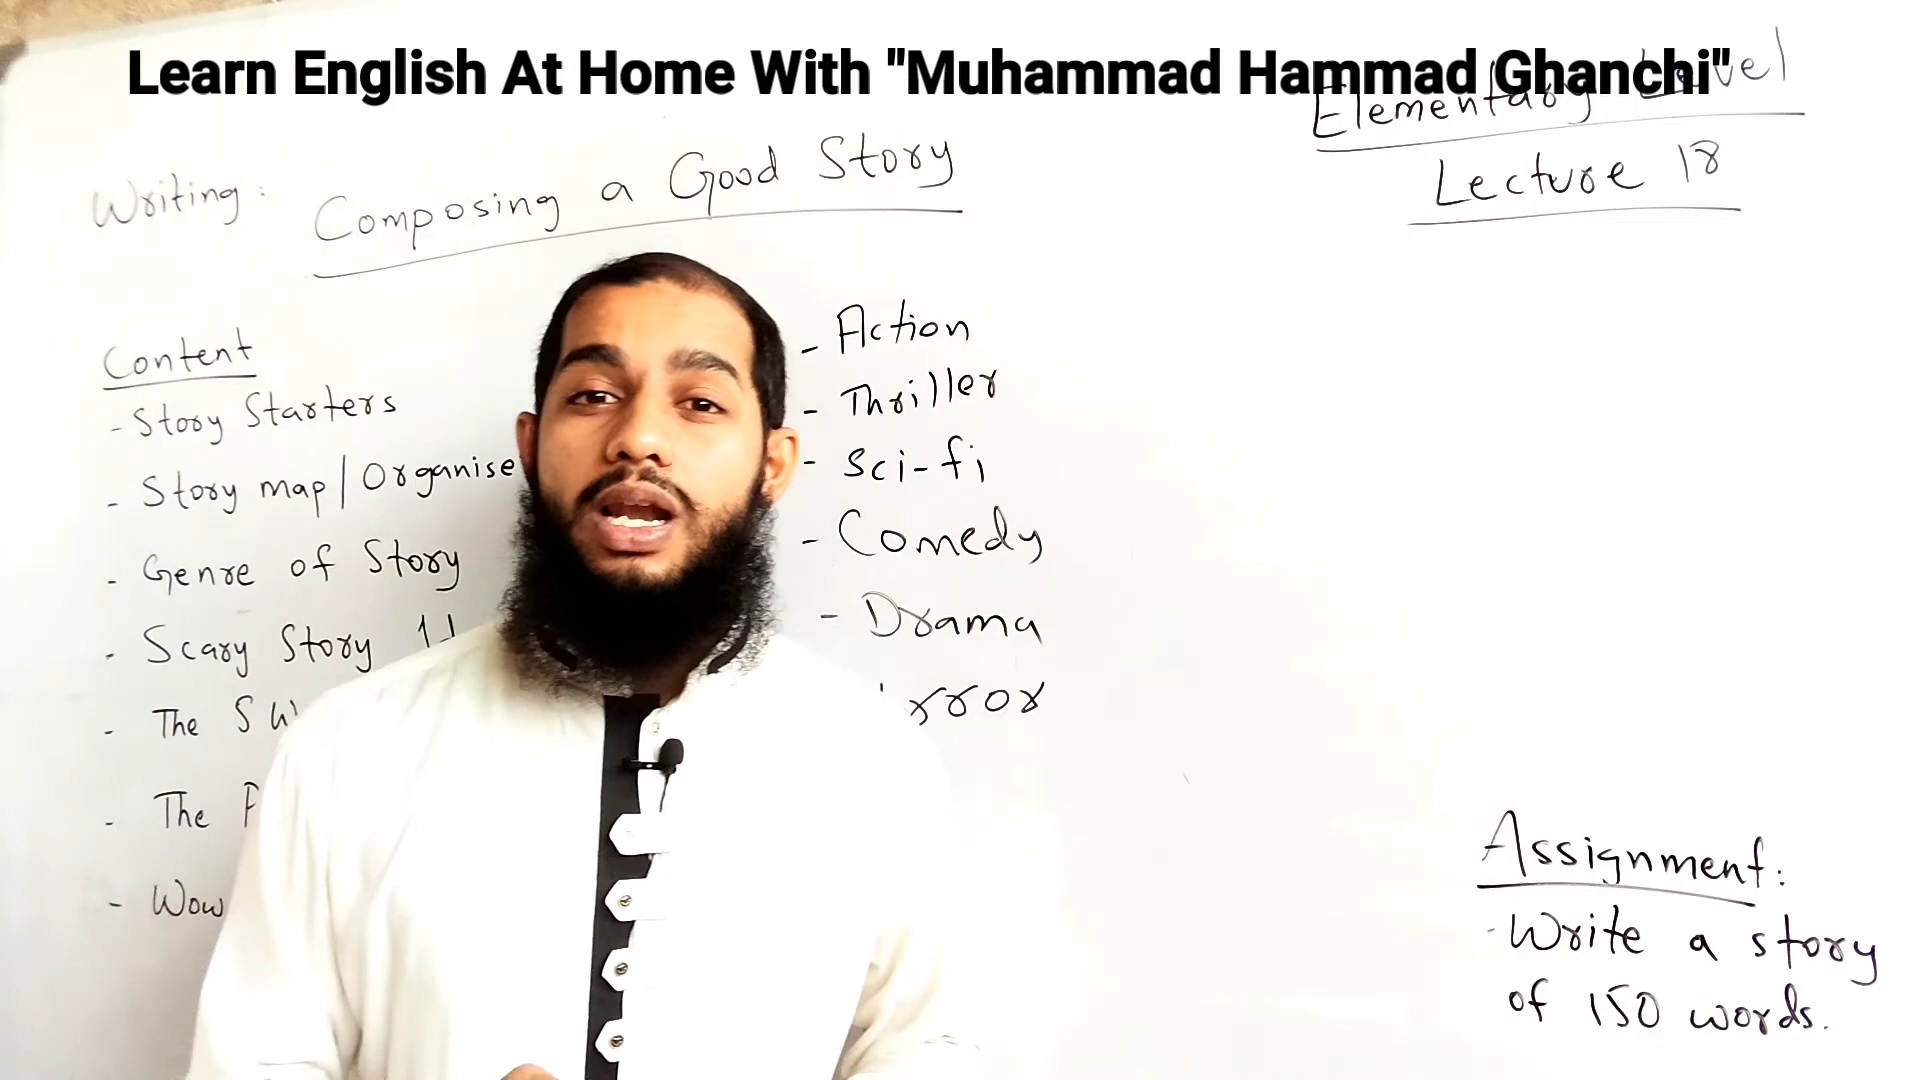 Learn English At Home With "Muhammad Hammad Ghanchi"
Elementary Level
Lecture 18
Writing: Composing a Good Story
Content
- Story Starters
- Story map/Organise
- Genre of Story
- Scary Story
- The
- The
- Wow
- Action
- Thriller
- Sci-fi
- Comedy
- Drama
Assignment:
- Write a story
of 150 words.